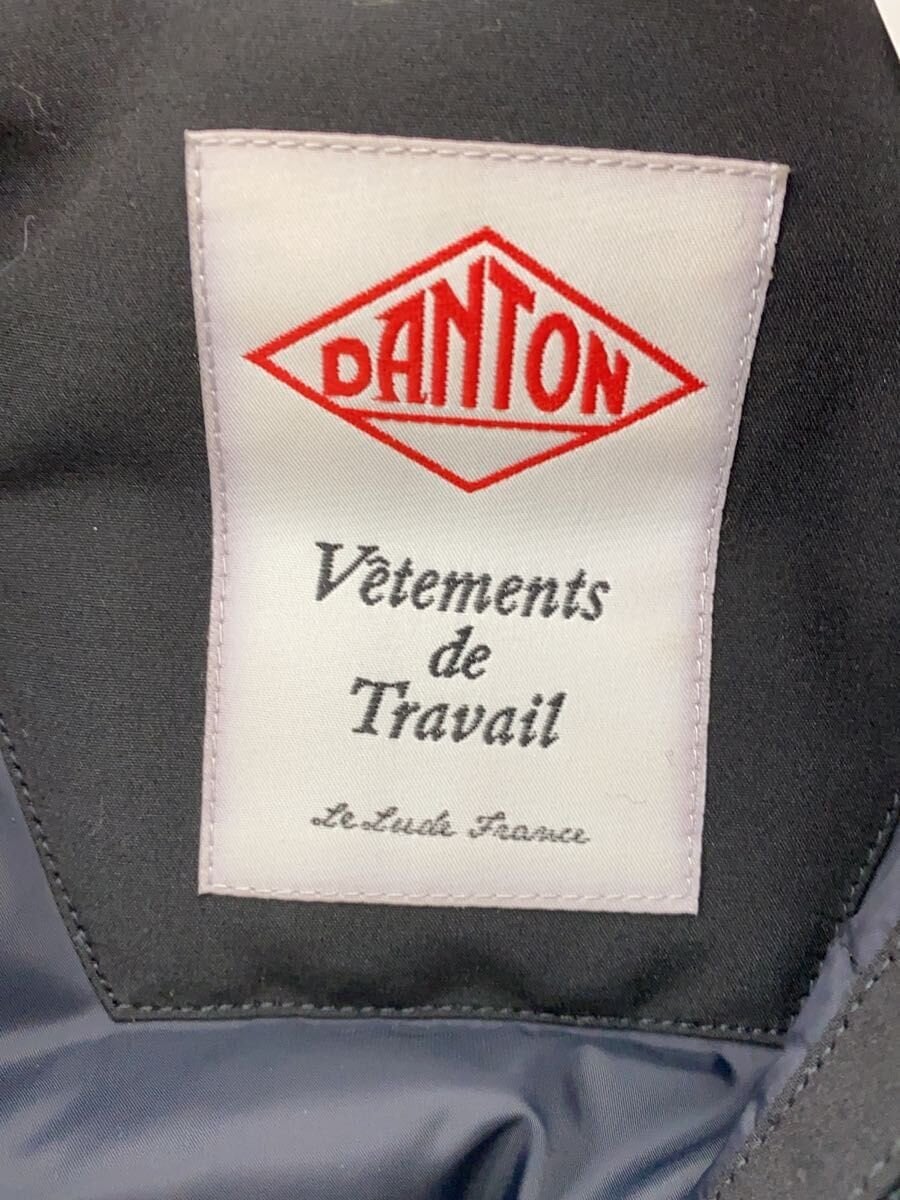 DANTON
Vêtements
de
Travail
Le Lude France